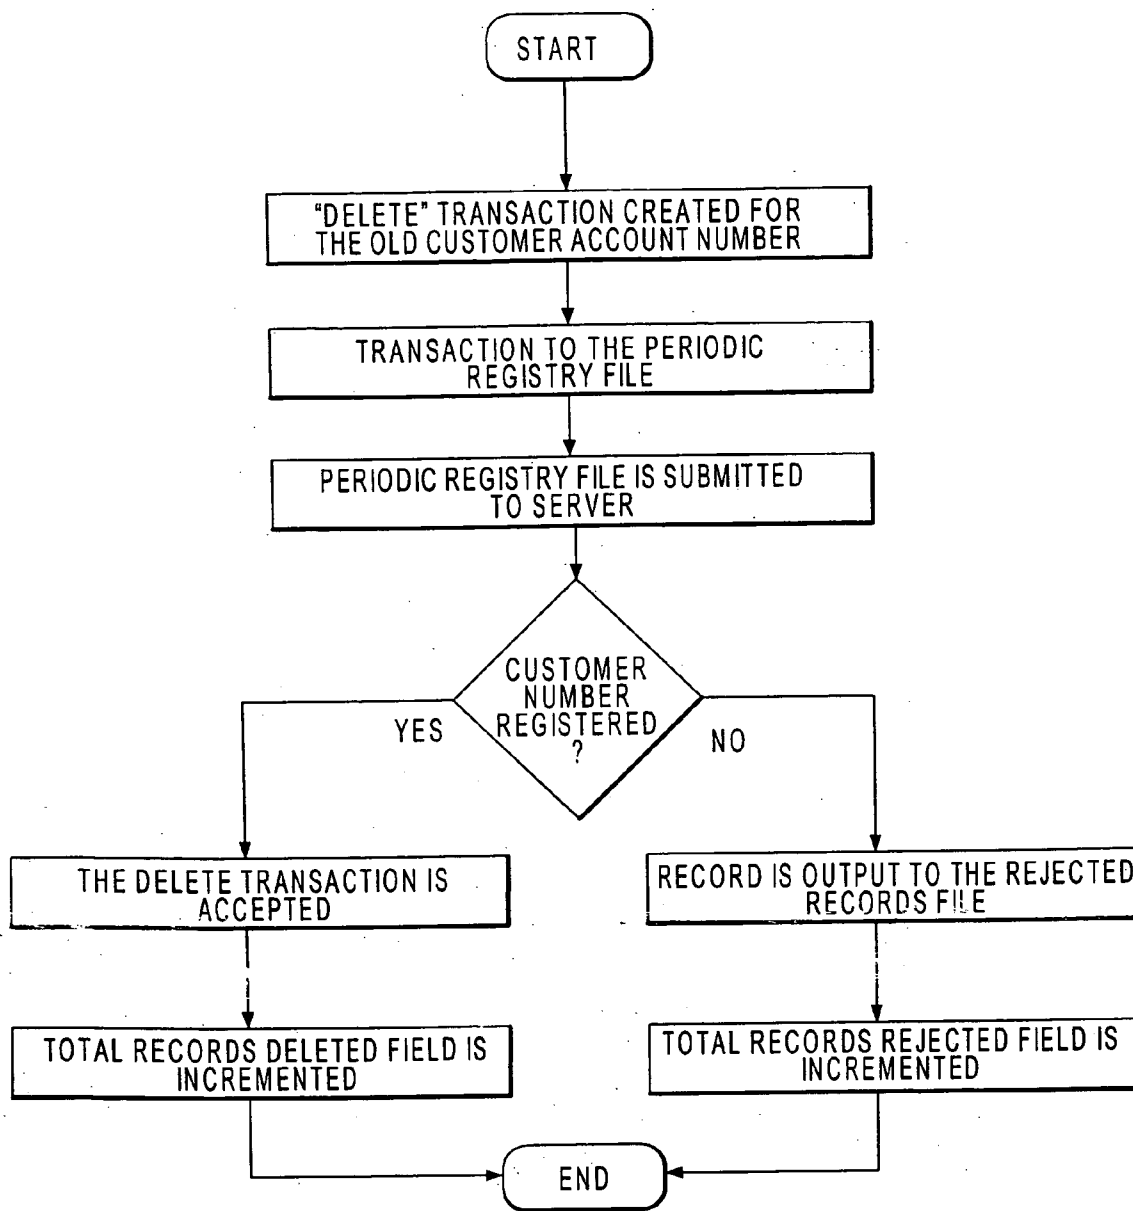 START
"DELETE" TRANSACTION CREATED FOR
THE OLD CUSTOMER ACCOUNT NUMBER
TRANSACTION TO THE PERIODIC
REGISTRY FILE
PERIODIC REGISTRY FILE IS SUBMITTED
TO SERVER
CUSTOMER
NUMBER
REGISTERED
?
YES
NO
THE DELETE TRANSACTION IS
ACCEPTED
RECORD IS OUTPUT TO THE REJECTED
RECORDS FILE
TOTAL RECORDS DELETED FIELD IS
INCREMENTED
TOTAL RECORDS REJECTED FIELD IS
INCREMENTED
END